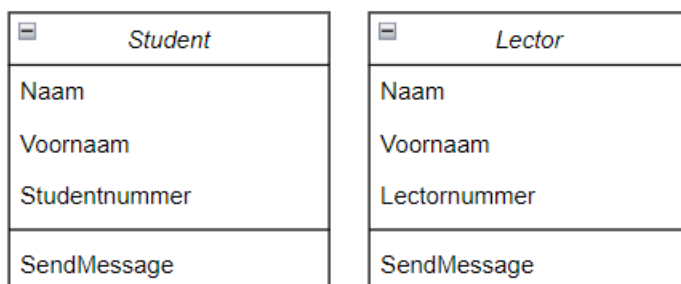 Student
Naam
Voornaam
Studentnummer
SendMessage
Lector
Naam
Voornaam
Lectornummer
SendMessage